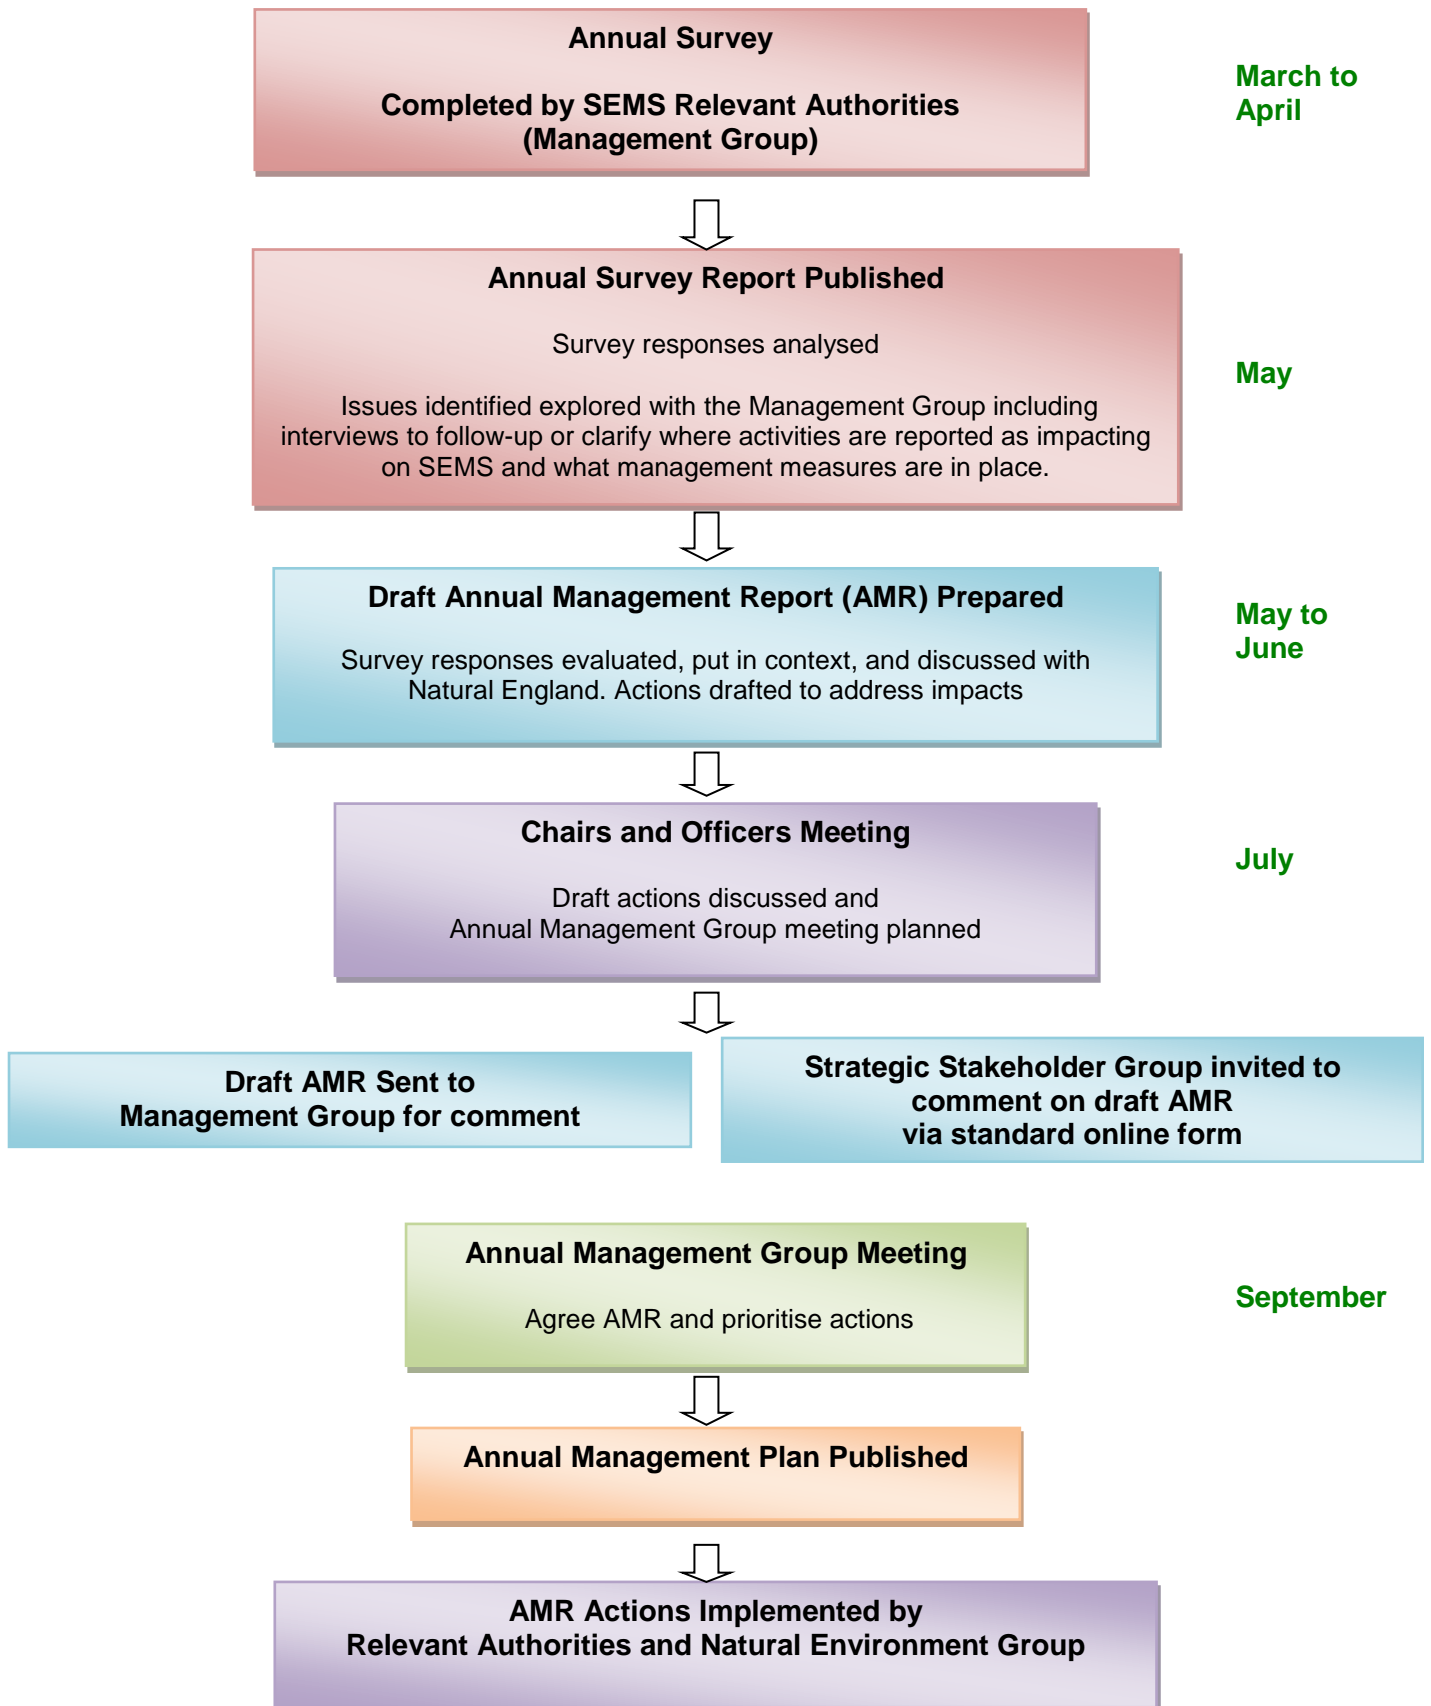 Annual Survey
Completed by SEMS Relevant Authorities
(Management Group)
March to
April
Annual Survey Report Published
Survey responses analysed
Issues identified explored with the Management Group including
interviews to follow-up or clarify where activities are reported as impacting
on SEMS and what management measures are in place.
May
Draft Annual Management Report (AMR) Prepared
Survey responses evaluated, put in context, and discussed with
Natural England. Actions drafted to address impacts
May to
June
Chairs and Officers Meeting
Draft actions discussed and
Annual Management Group meeting planned
July
Draft AMR Sent to
Management Group for comment
Strategic Stakeholder Group invited to
comment on draft AMR
via standard online form
Annual Management Group Meeting
Agree AMR and prioritise actions
September
Annual Management Plan Published
AMR Actions Implemented by
Relevant Authorities and Natural Environment Group